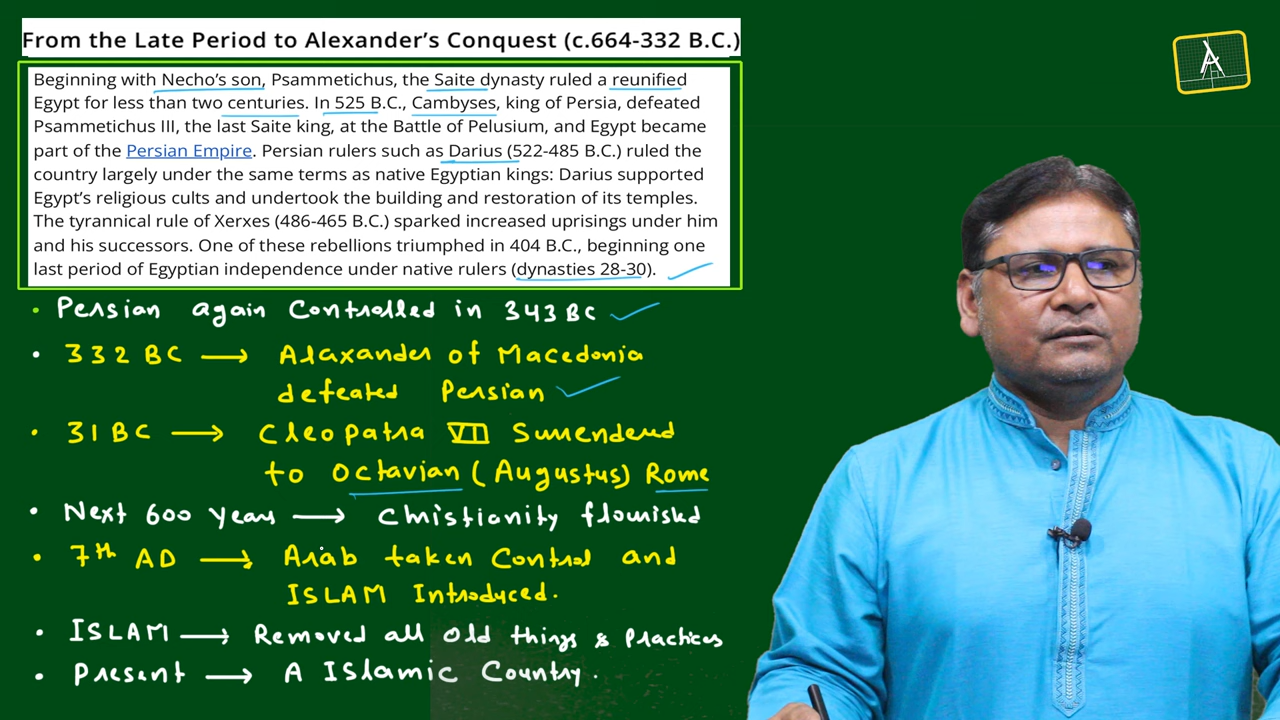 From the Late Period to Alexander's Conquest (c.664-332 B.C.)
Beginning with Necho's son, Psammetichus, the Saite dynasty ruled a reunified
Egypt for less than two centuries. In 525 B.C., Cambyses, king of Persia, defeated
Psammetichus III, the last Saite king, at the Battle of Pelusium, and Egypt became
part of the Persian Empire. Persian rulers such as Darius (522-485 B.C.) ruled the
country largely under the same terms as native Egyptian kings: Darius supported
Egypt's religious cults and undertook the building and restoration of its temples.
The tyrannical rule of Xerxes (486-465 B.C.) sparked increased uprisings under him
and his successors. One of these rebellions triumphed in 404 B.C., beginning one
last period of Egyptian independence under native rulers (dynasties 28-30).
• Persian again Controlled in 343 BC
• 332 BC → Alaxander of Macedonia
defeated Persian
• 31 BC → Cleopatra VII Surrendered
to Octavian (Augustus) Rome
• Next 600 years → Christianity flourisked
• 7th AD → Arab taken Control and
ISLAM Introduced.
• ISLAM → Removed all old things & Practices
• Present → A Islamic Country.